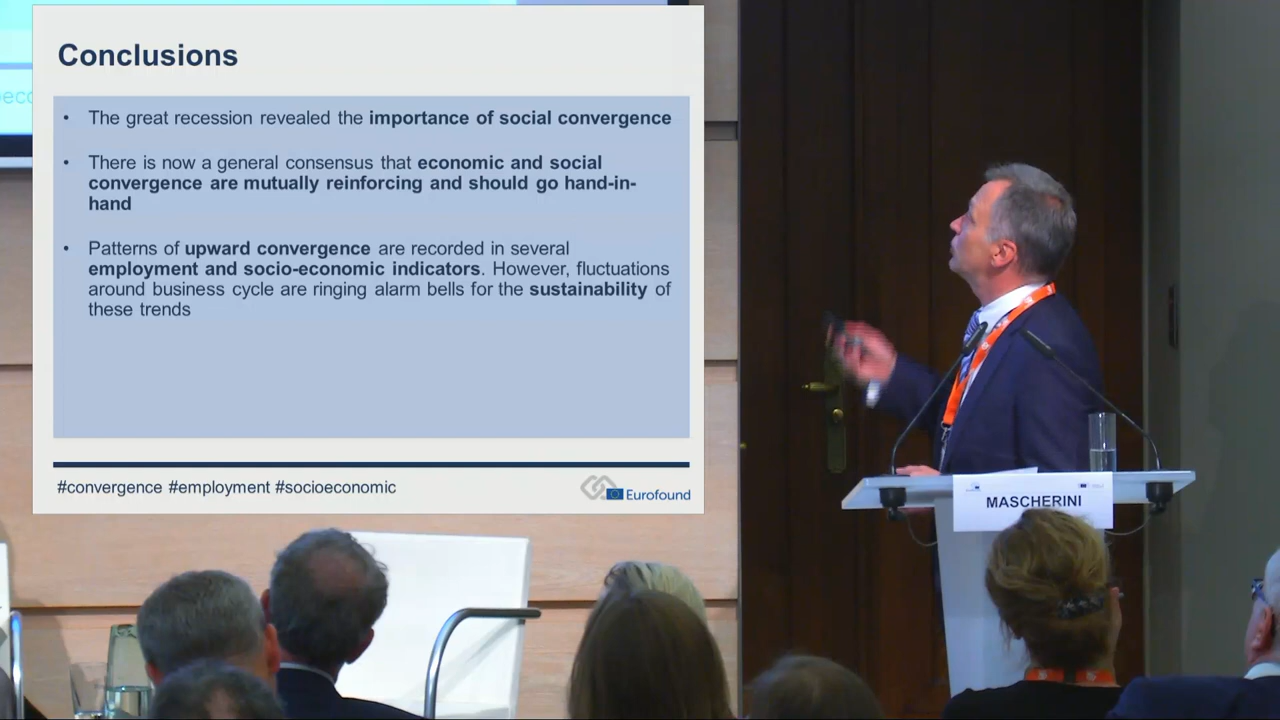 Conclusions
• The great recession revealed the importance of social convergence
• There is now a general consensus that economic and social
convergence are mutually reinforcing and should go hand-in-
hand
• Patterns of upward convergence are recorded in several
employment and socio-economic indicators. However, fluctuations
around business cycle are ringing alarm bells for the sustainability of
these trends
#convergence #employment #socioeconomic
Eurofound
MASCHERINI